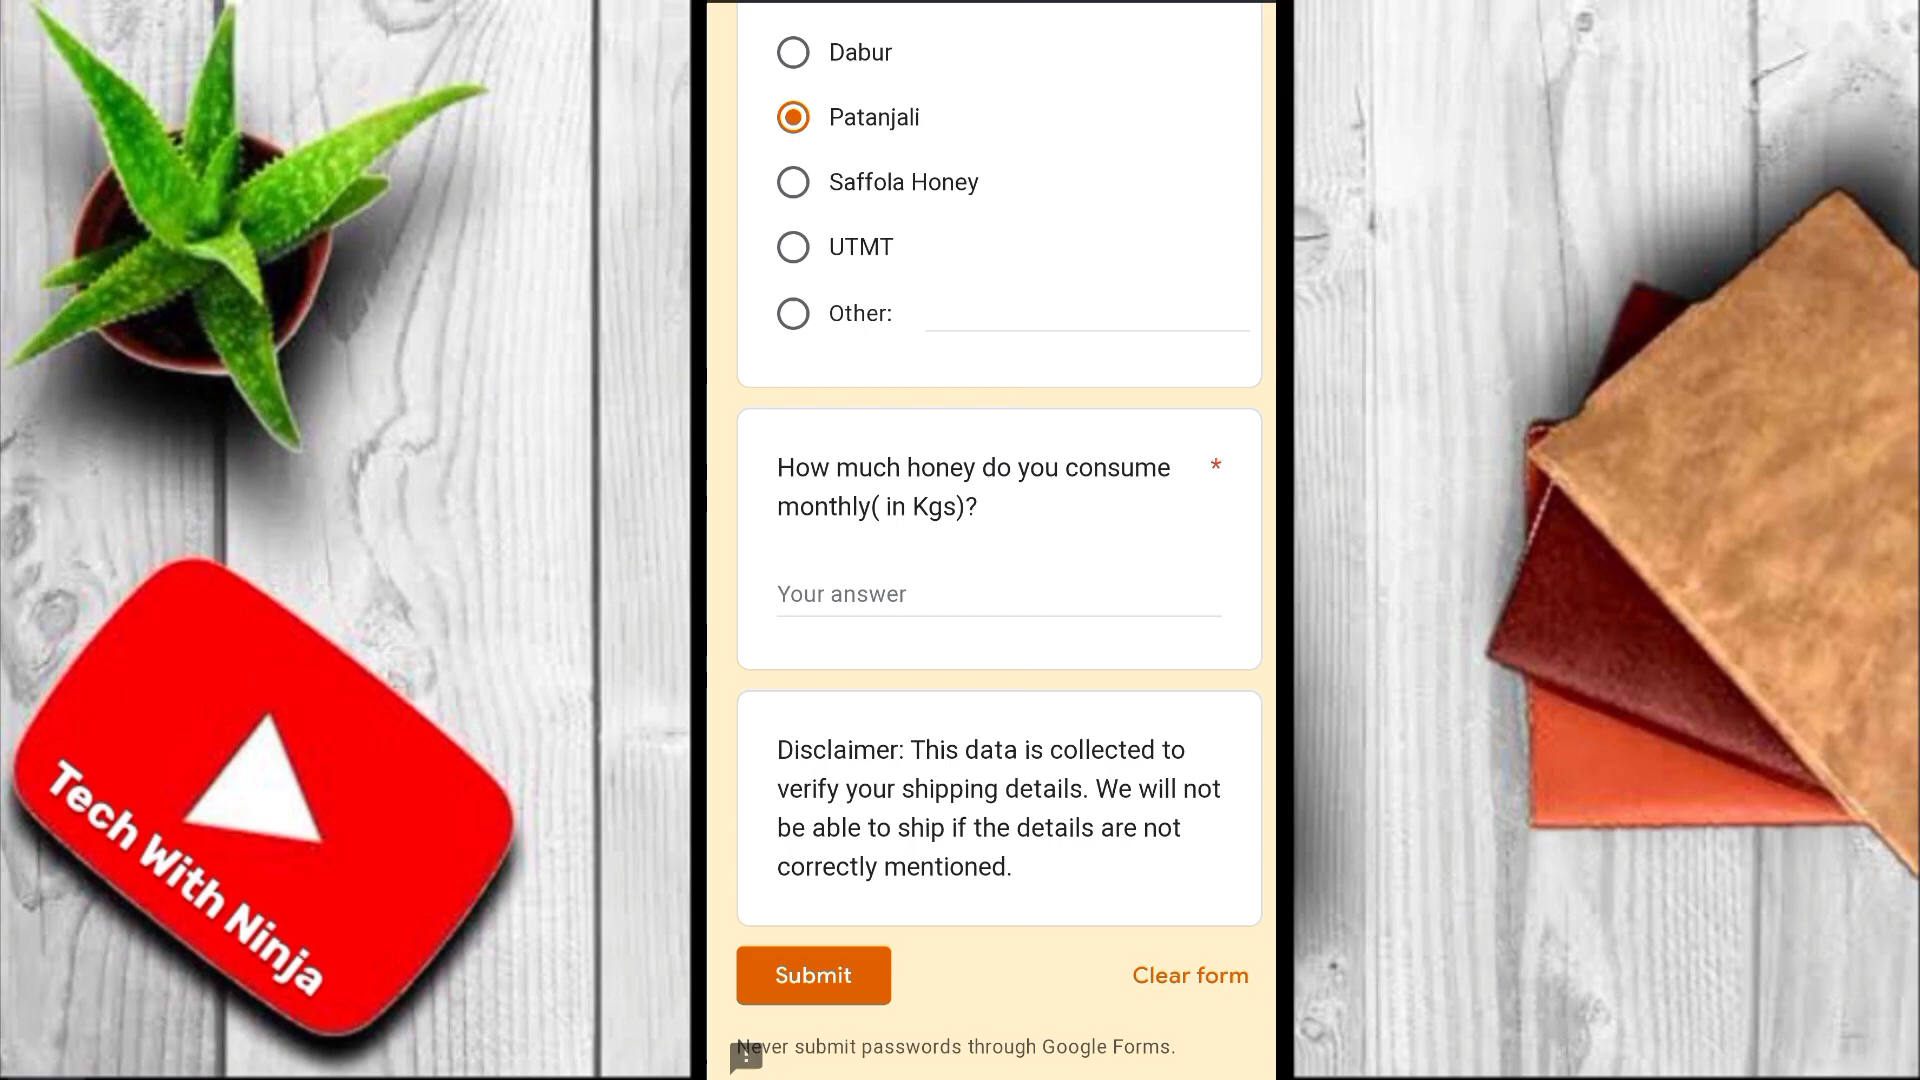 Dabur
Patanjali
Saffola Honey
UTMT
Other:
How much honey do you consume *
monthly( in Kgs)?
Your answer
Disclaimer: This data is collected to
verify your shipping details. We will not
be able to ship if the details are not
correctly mentioned.
Submit Clear form
Never submit passwords through Google Forms.
Tech With Ninja